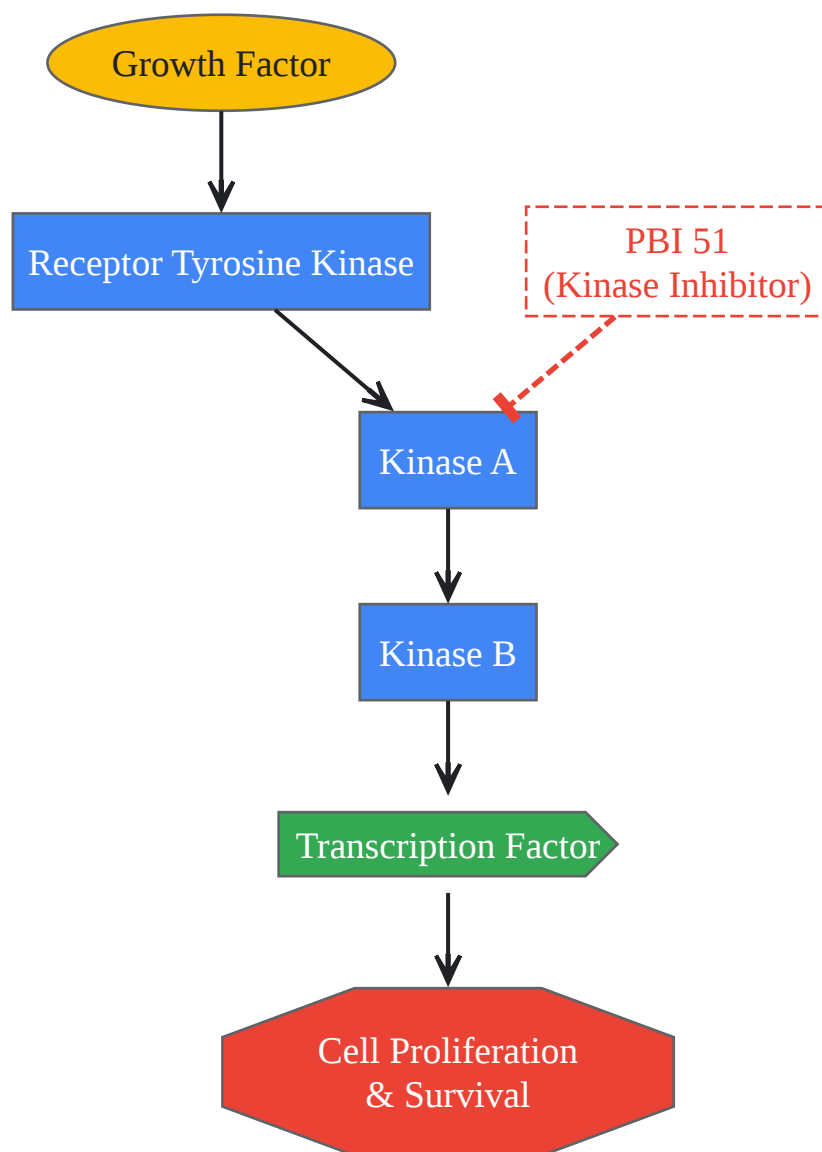 Growth Factor
Receptor Tyrosine Kinase
PBI 51
(Kinase Inhibitor)
Kinase A
Kinase B
Transcription Factor
Cell Proliferation
& Survival